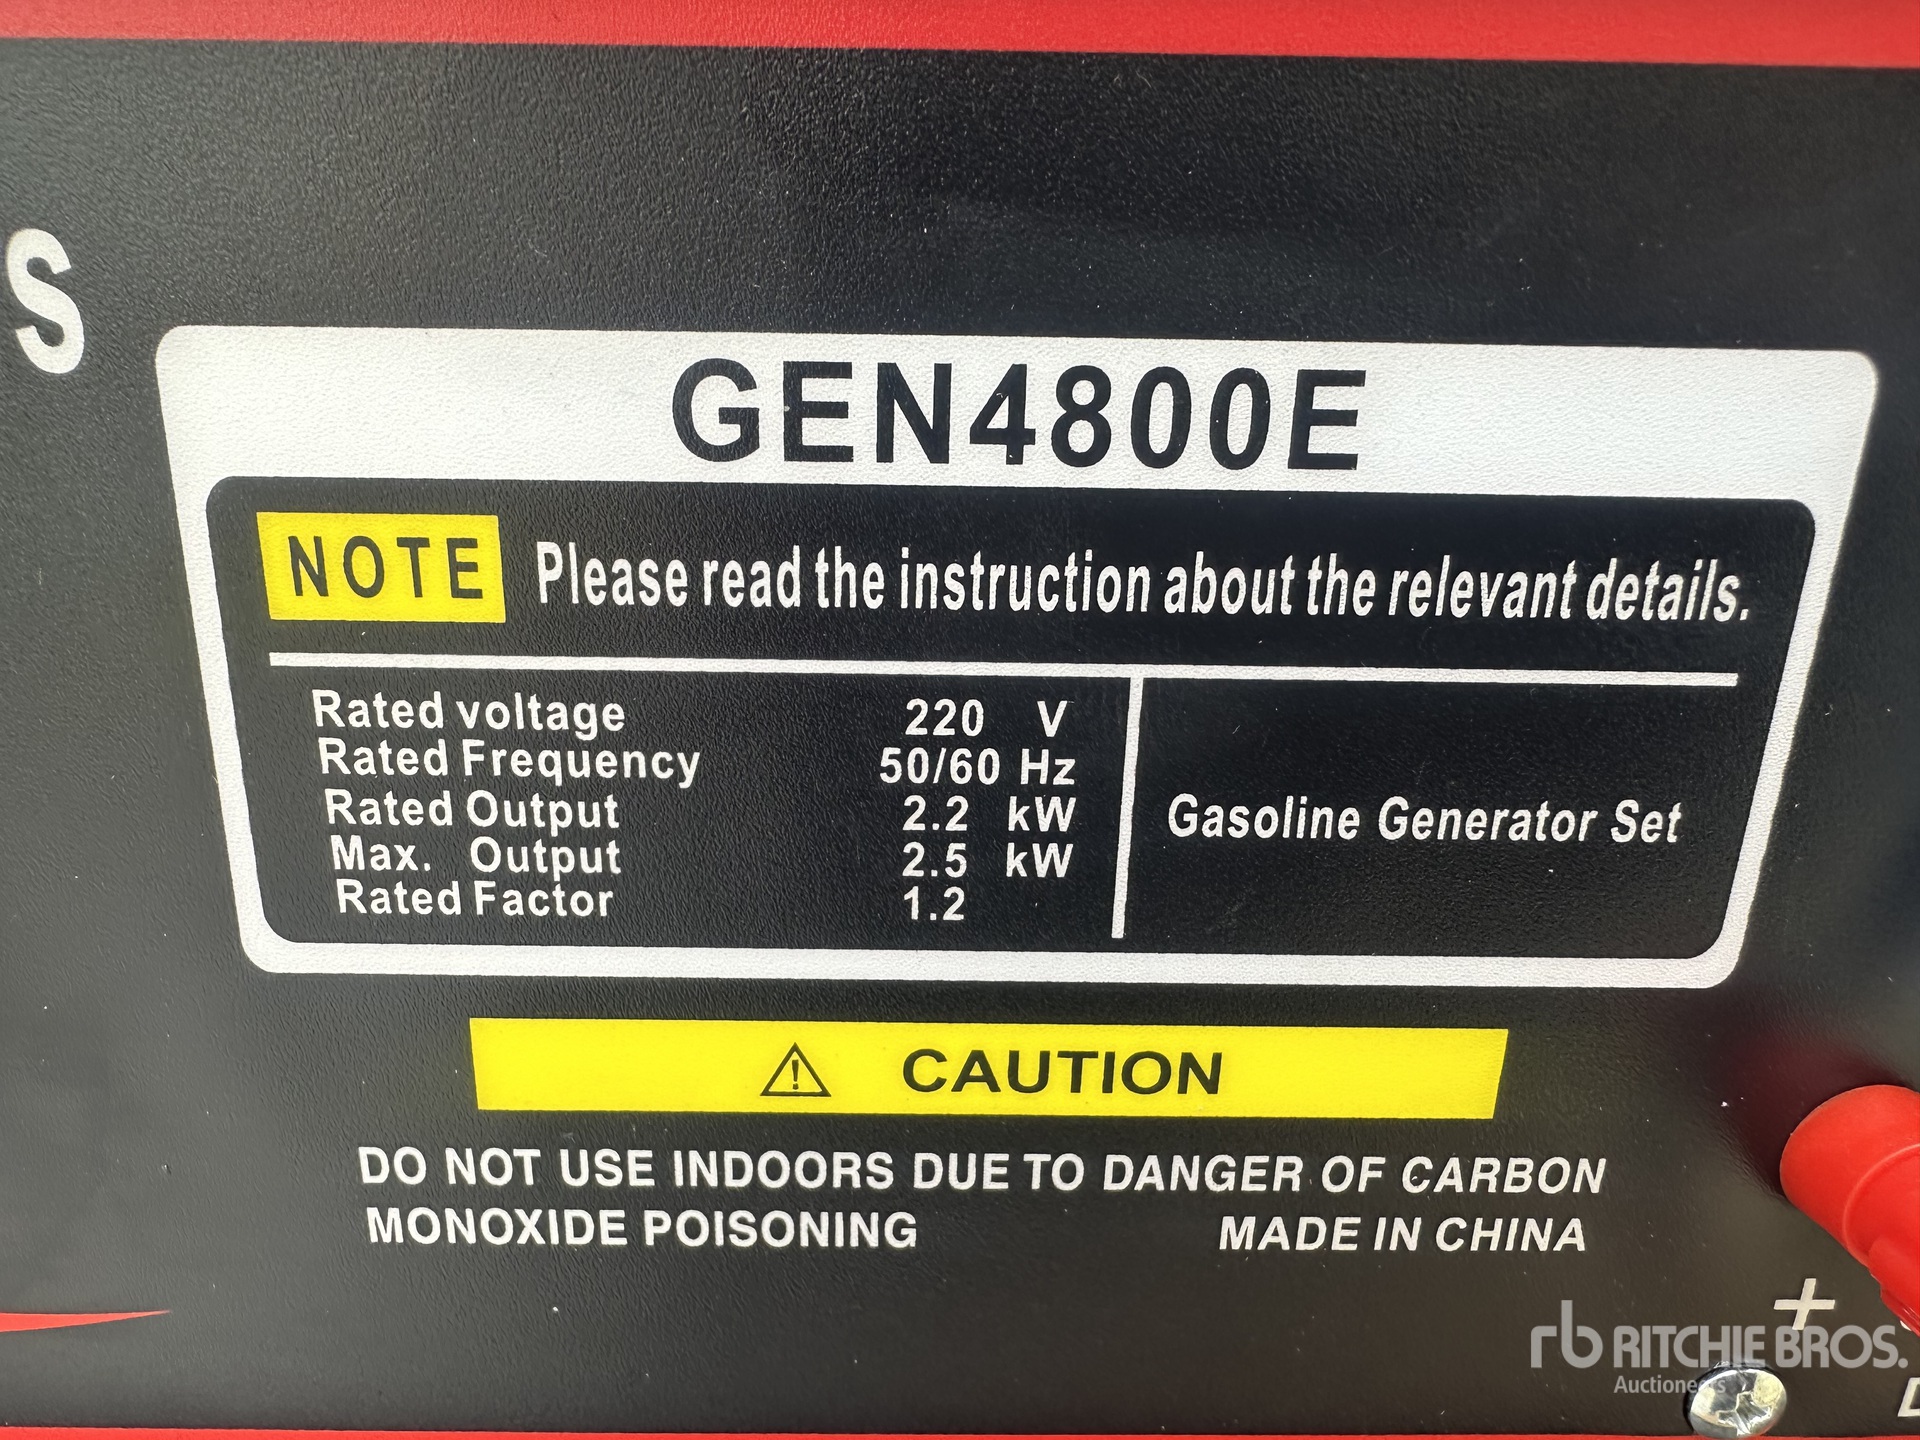 S
GEN4800E
NOTE Please read the instruction about the relevant details.
Rated voltage 220 V
Rated Frequency 50/60 Hz
Rated Output 2.2 kW
Max. Output 2.5 kW
Rated Factor 1.2
Gasoline Generator Set
CAUTION
DO NOT USE INDOORS DUE TO DANGER OF CARBON
MONOXIDE POISONING MADE IN CHINA
+
rb RITCHIE BROS.
Auctioneers